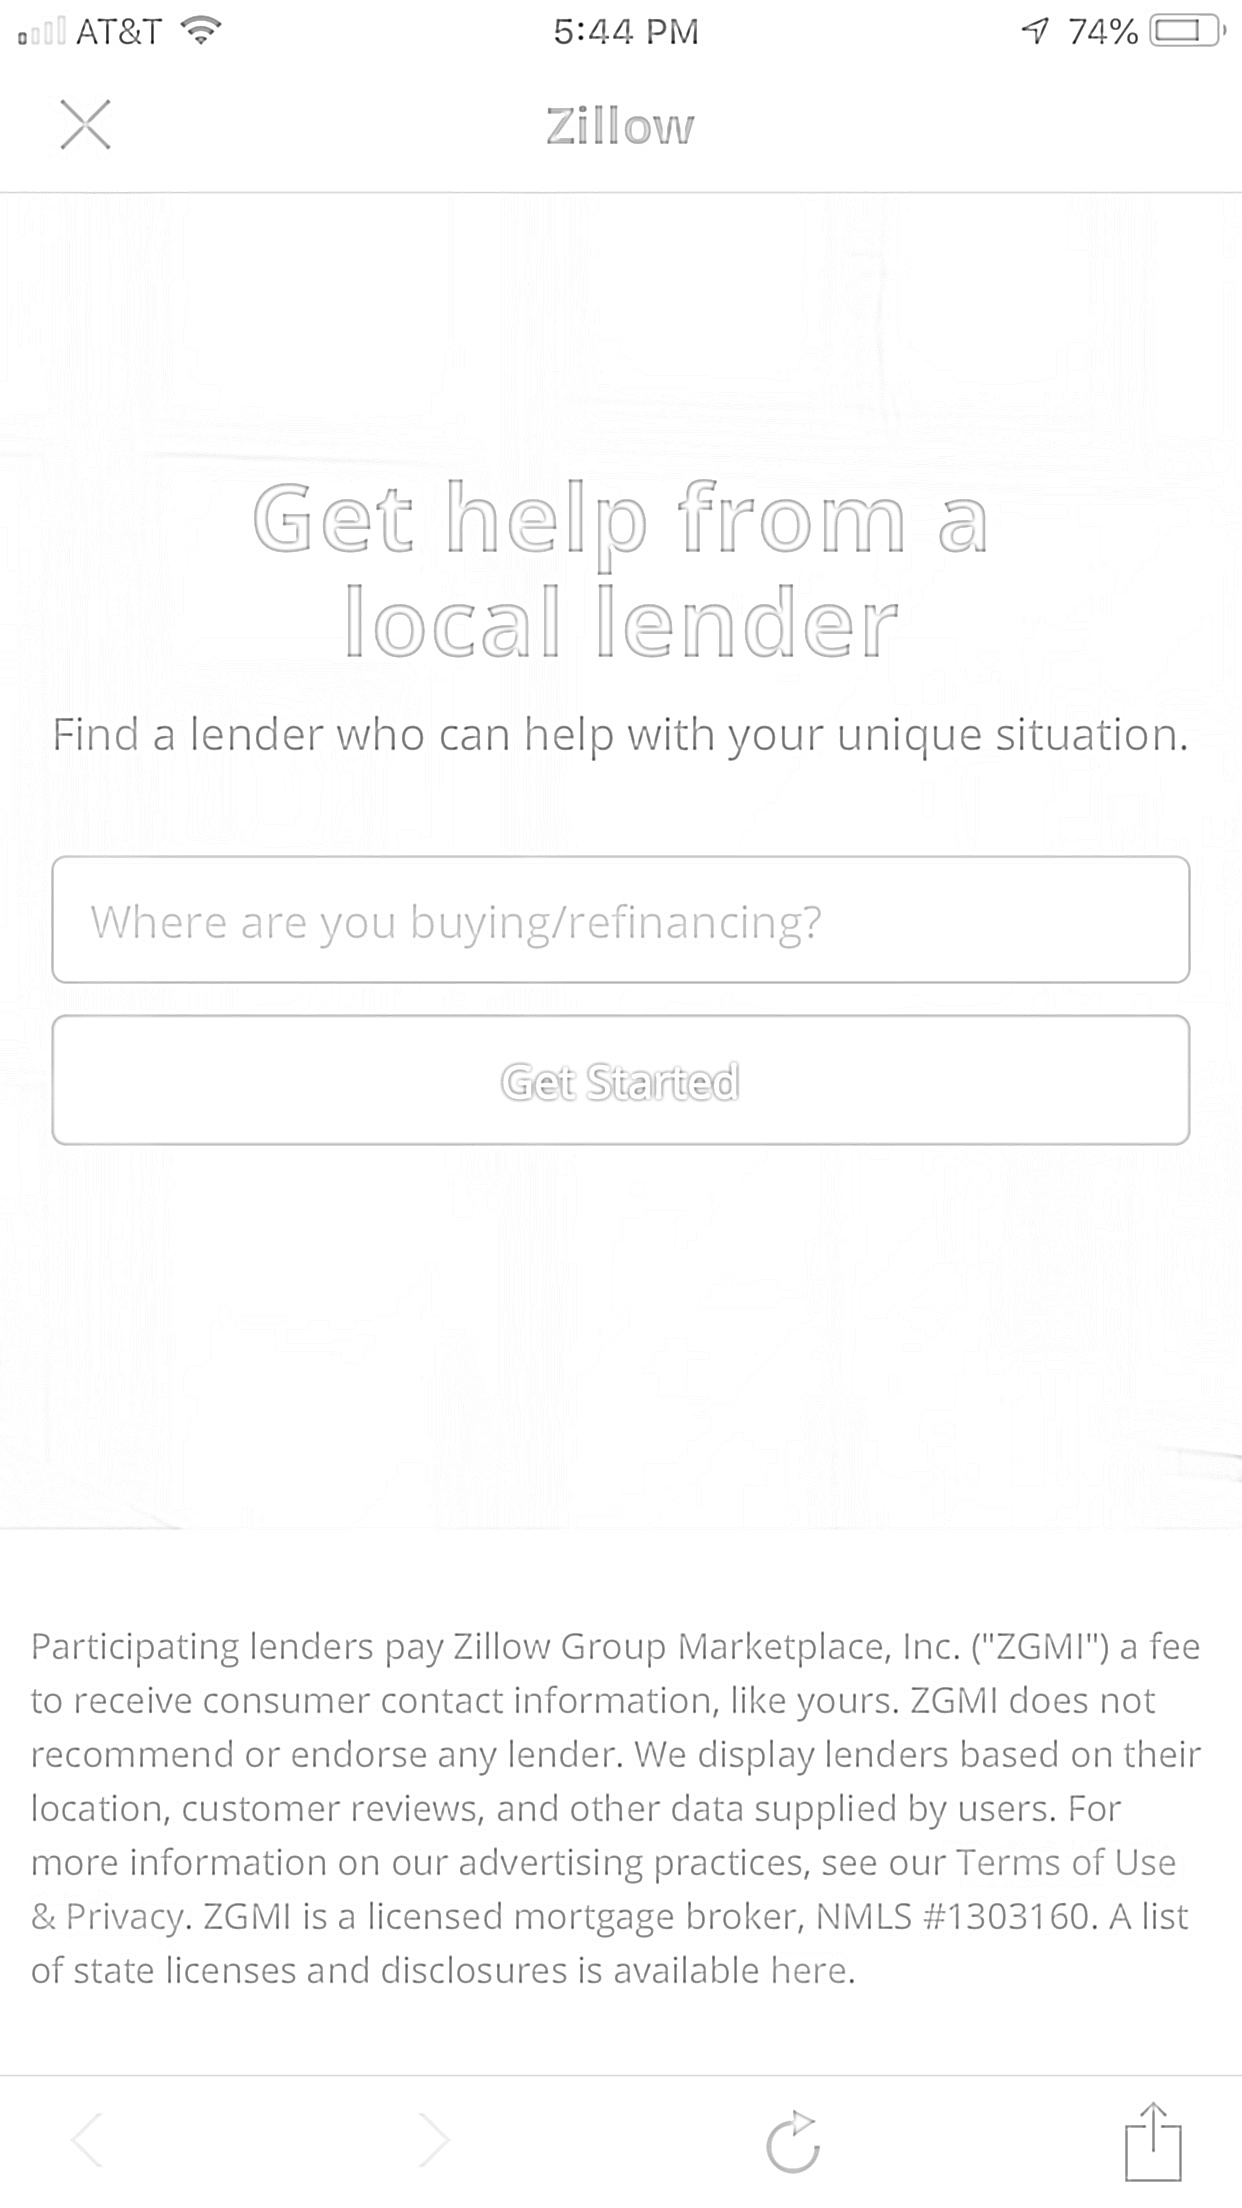 AT&T 5:44 PM 74%
Zillow
Get help from a
local lender
Find a lender who can help with your unique situation.
Where are you buying/refinancing?
Get Started
Participating lenders pay Zillow Group Marketplace, Inc. ("ZGMI") a fee
to receive consumer contact information, like yours. ZGMI does not
recommend or endorse any lender. We display lenders based on their
location, customer reviews, and other data supplied by users. For
more information on our advertising practices, see our Terms of Use
& Privacy. ZGMI is a licensed mortgage broker, NMLS #1303160. A list
of state licenses and disclosures is available here.